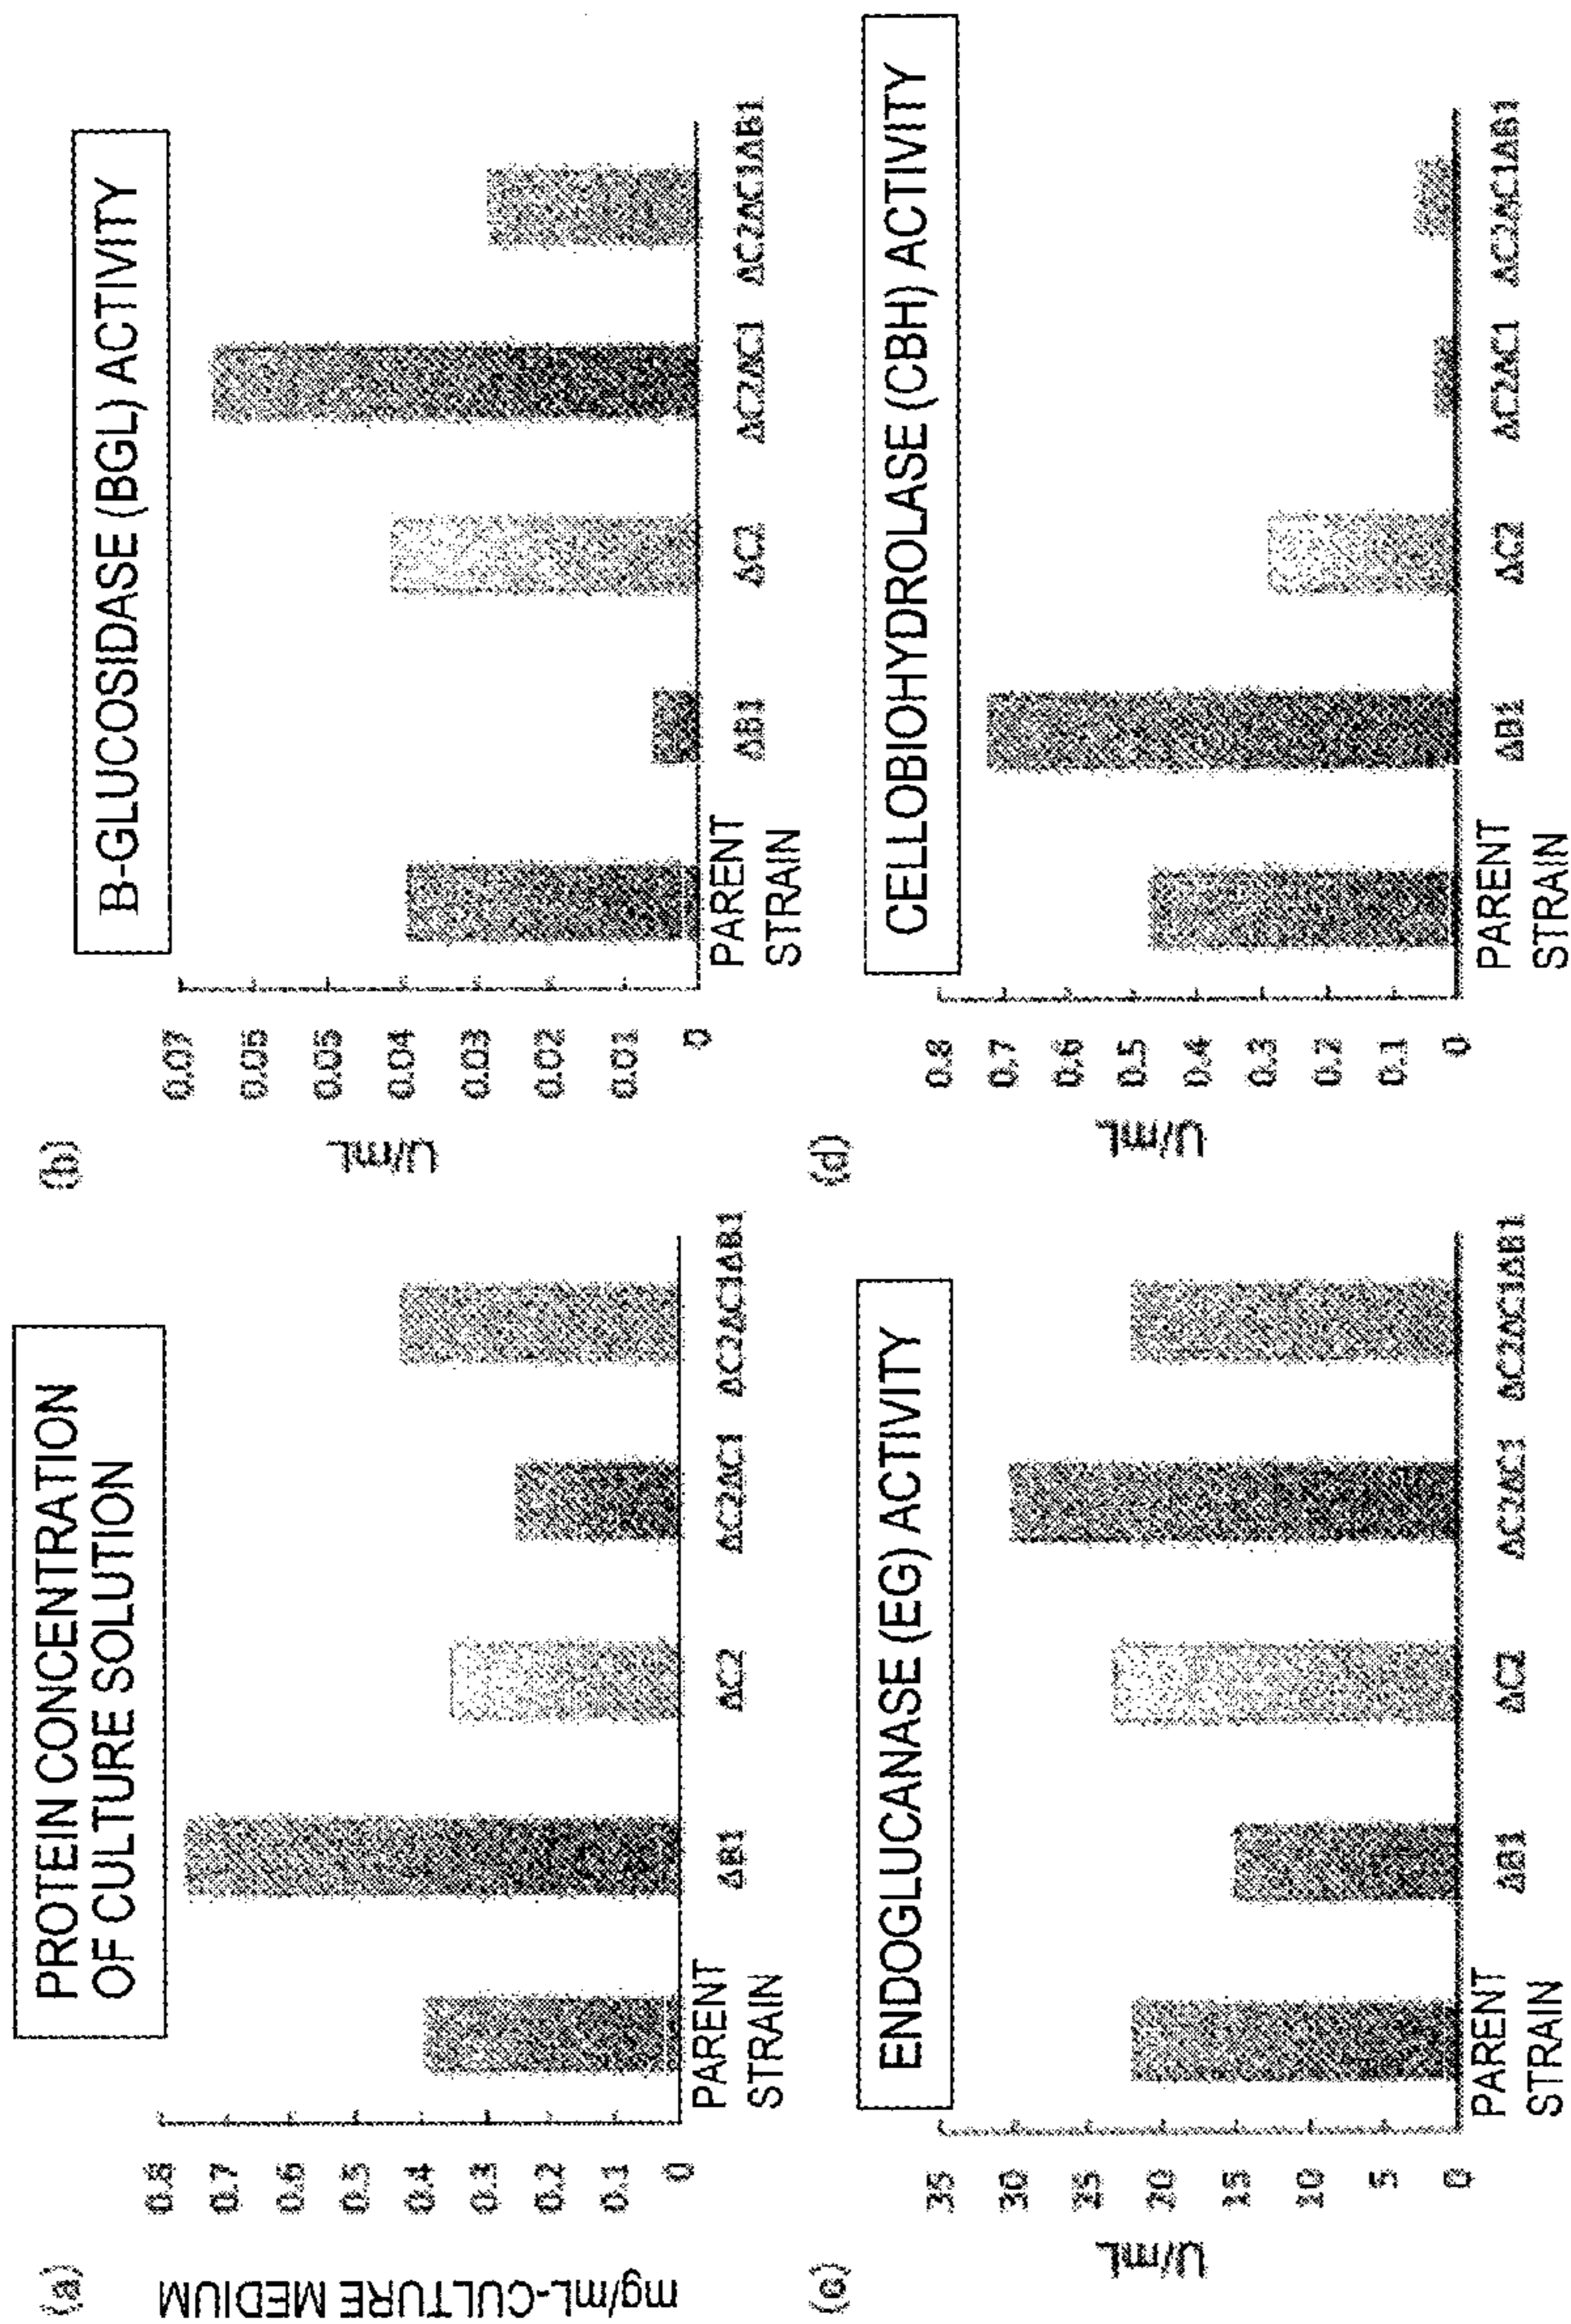 (a)
PROTEIN CONCENTRATION
OF CULTURE SOLUTION
mg/mL-CULTURE MEDIUM
0.8
0.7
0.6
0.5
0.4
0.3
0.2
0.1
0
PARENT
STRAIN
ΔB1
ΔC2
ΔC2ΔC1
ΔC2ΔC1ΔB1
(b)
B-GLUCOSIDASE (BGL) ACTIVITY
U/mL
0.07
0.06
0.05
0.04
0.03
0.02
0.01
0
PARENT
STRAIN
ΔB1
ΔC2
ΔC2ΔC1
ΔC2ΔC1ΔB1
(c)
ENDOGLUCANASE (EG) ACTIVITY
U/mL
35
30
25
20
15
10
5
0
PARENT
STRAIN
ΔB1
ΔC2
ΔC2ΔC1
ΔC2ΔC1ΔB1
(d)
CELLOBIOHYDROLASE (CBH) ACTIVITY
U/mL
0.8
0.7
0.6
0.5
0.4
0.3
0.2
0.1
0
PARENT
STRAIN
ΔB1
ΔC2
ΔC2ΔC1
ΔC2ΔC1ΔB1